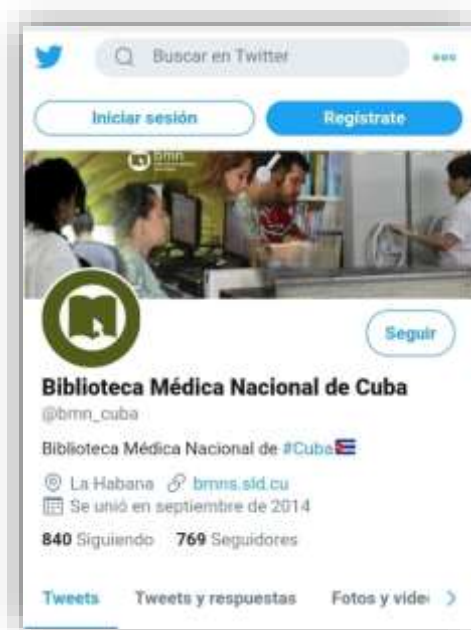 Buscar en Twitter
Iniciar sesión
Regístrate
bmn
Seguir
Biblioteca Médica Nacional de Cuba
@bmn_cuba
Biblioteca Médica Nacional de #Cuba🇨🇺
La Habana bmns.sld.cu
Se unió en septiembre de 2014
840 Siguiendo 769 Seguidores
Tweets Tweets y respuestas Fotos y vide